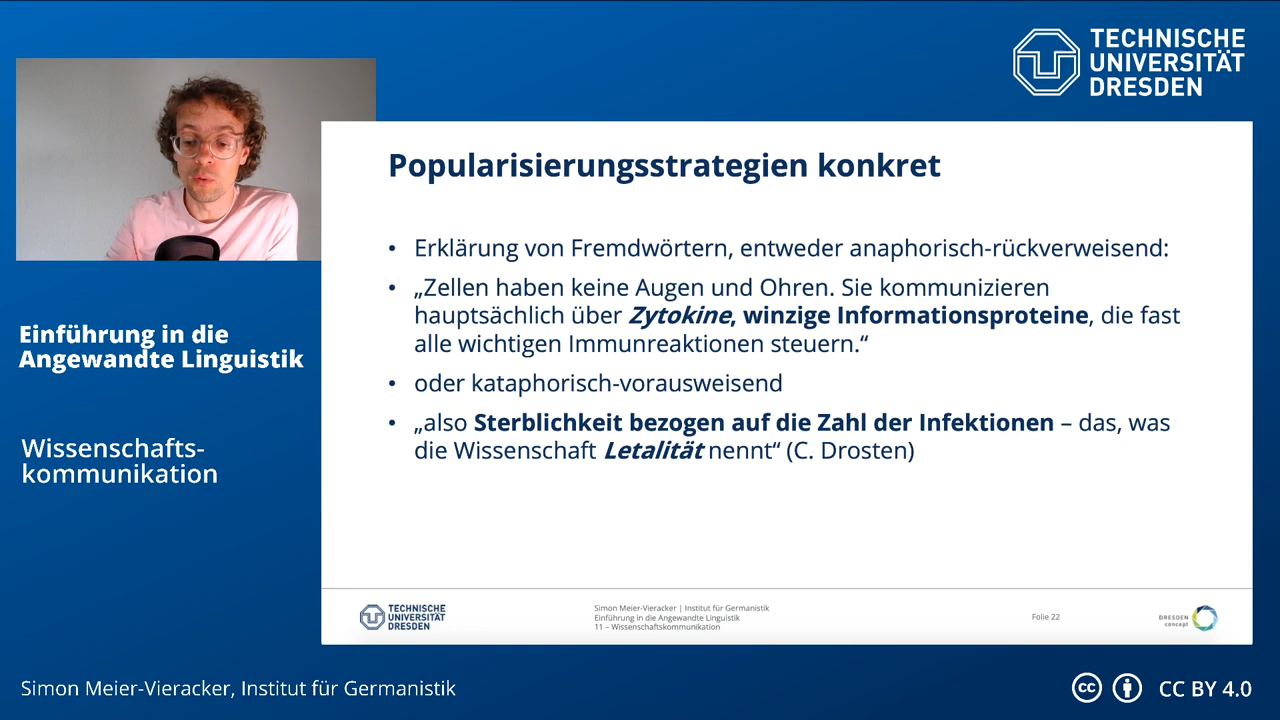 TECHNISCHE
UNIVERSITÄT
DRESDEN
Einführung in die
Angewandte Linguistik
Wissenschafts-
kommunikation
Popularisierungsstrategien konkret
• Erklärung von Fremdwörtern, entweder anaphorisch-rückverweisend:
• „Zellen haben keine Augen und Ohren. Sie kommunizieren
hauptsächlich über Zytokine, winzige Informationsproteine, die fast
alle wichtigen Immunreaktionen steuern.“
• oder kataphorisch-vorausweisend
• „also Sterblichkeit bezogen auf die Zahl der Infektionen – das, was
die Wissenschaft Letalität nennt“ (C. Drosten)
TECHNISCHE
UNIVERSITÄT
DRESDEN
Simon Meier-Vieracker | Institut für Germanistik
Einführung in die Angewandte Linguistik
11 – Wissenschaftskommunikation
Folie 22
DRESDEN
concept
Simon Meier-Vieracker, Institut für Germanistik
cc
CC BY 4.0